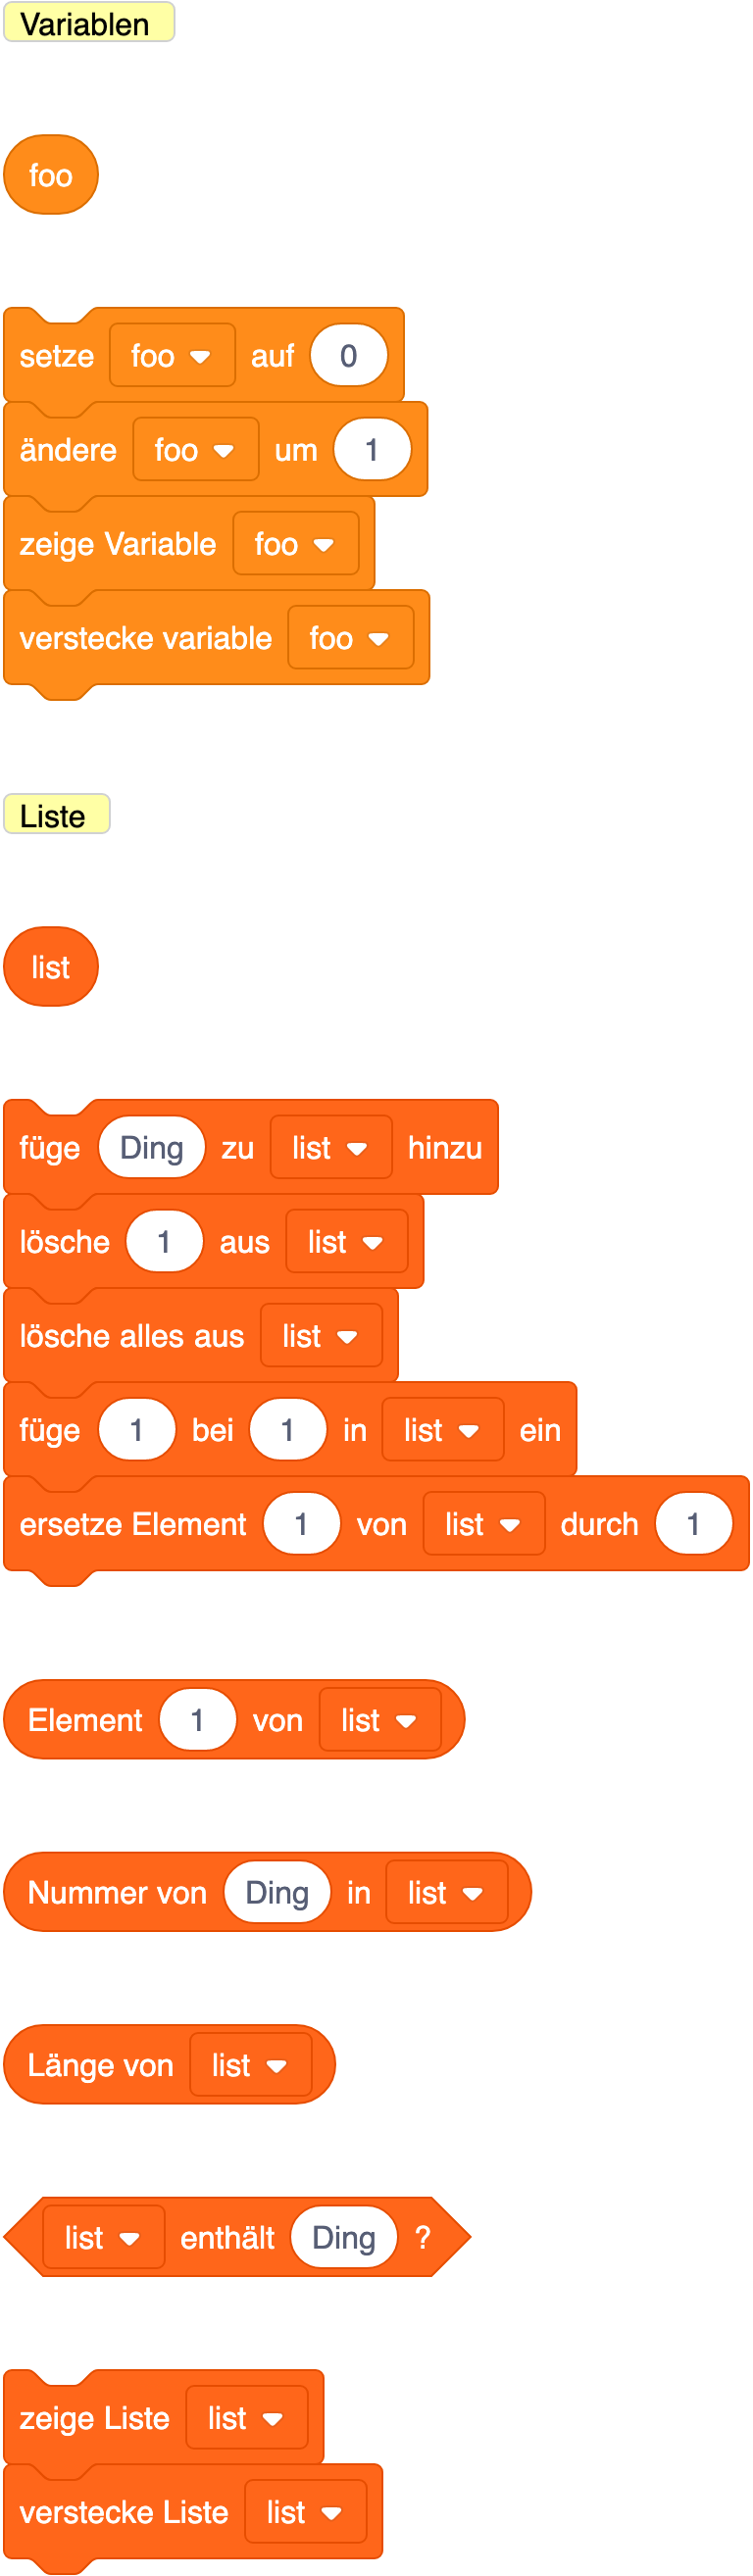 Variablen
foo
setze foo auf 0
ändere foo um 1
zeige Variable foo
verstecke variable foo
Liste
list
füge Ding zu list hinzu
lösche 1 aus list
lösche alles aus list
füge 1 bei 1 in list ein
ersetze Element 1 von list durch 1
Element 1 von list
Nummer von Ding in list
Länge von list
list enthält Ding ?
zeige Liste list
verstecke Liste list